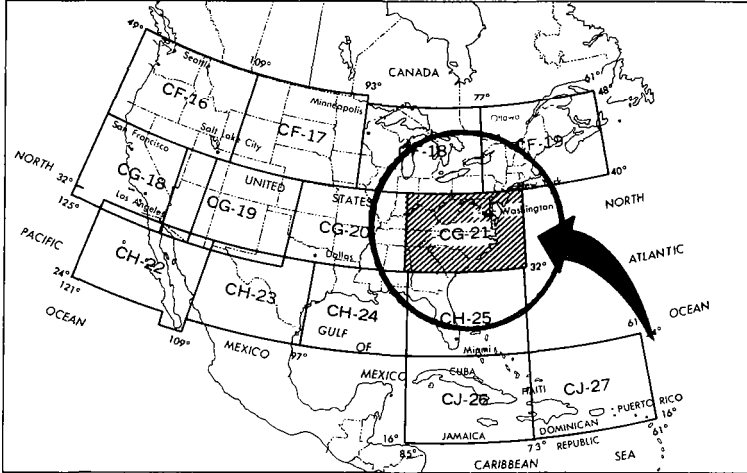 49°
Seattle
109°
93°
CANADA
77°
61°
48°
CF-16
Minneapolis
Ottawa
CF-17
CF-19
Salt Lake City
San Francisco
40°
NORTH
32°
125°
CG-18
UNITED
STATES
Washington
NORTH
Los Angeles
CG-19
CG-20
CG-21
PACIFIC
Dallas
32°
ATLANTIC
CH-22
24°
121°
CH-23
CH-24
CH-25
OCEAN
OCEAN
GULF
61°
109°
MEXICO
97°
OF
Miami
MEXICO
CUBA
HAITI
CJ-26
CJ-27
PUERTO RICO
16°
16°
JAMAICA
DOMINICAN
REPUBLIC
61°
85°
73°
CARIBBEAN
SEA